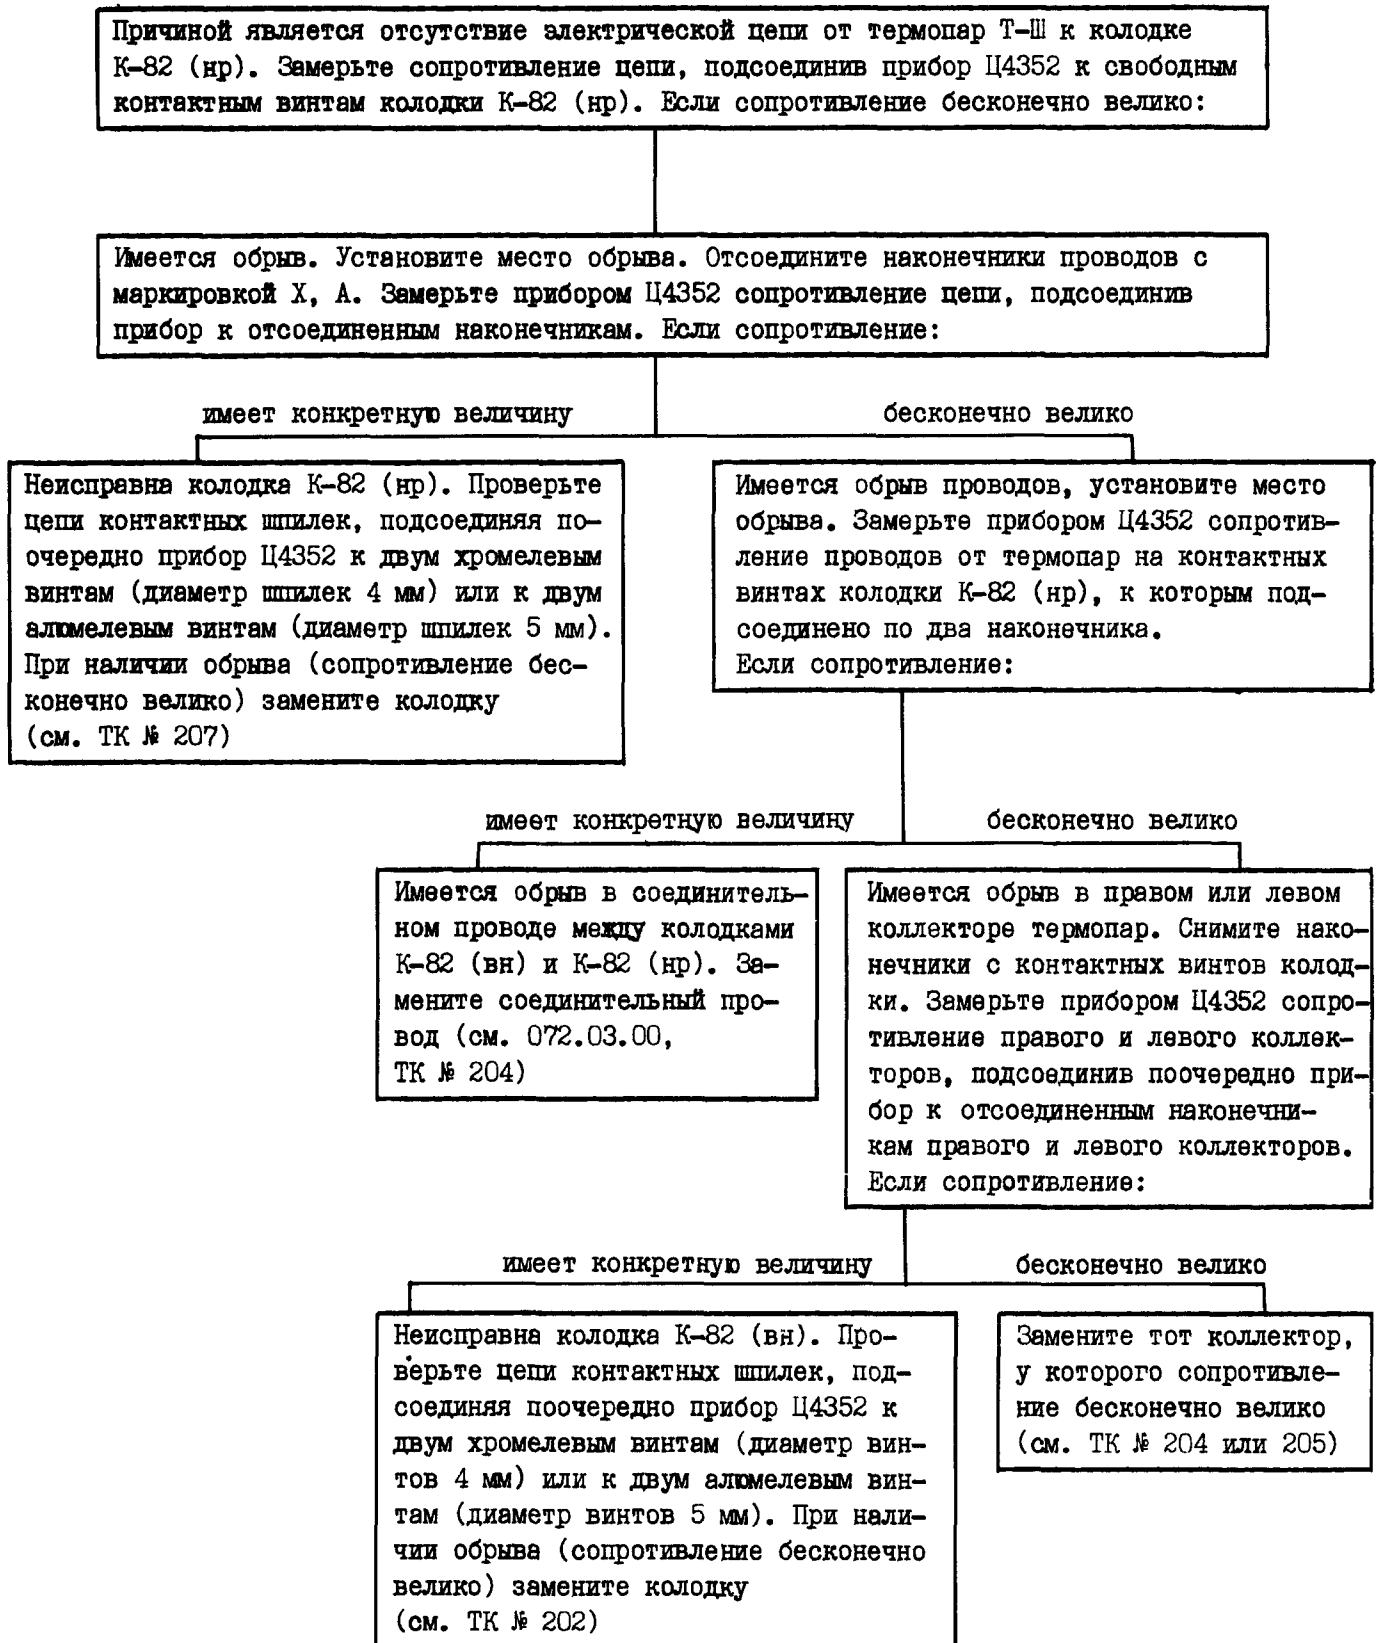 Причиной является отсутствие электрической цепи от термопар Т-Ш к колодке
К-82 (нр). Замерьте сопротивление цепи, подсоединив прибор Ц4352 к свободным
контактным винтам колодки К-82 (нр). Если сопротивление бесконечно велико:
Имеется обрыв. Установите место обрыва. Отсоедините наконечники проводов с
маркировкой Х, А. Замерьте прибором Ц4352 сопротивление цепи, подсоединив
прибор к отсоединенным наконечникам. Если сопротивление:
имеет конкретную величину
бесконечно велико
Неисправна колодка К-82 (нр). Проверьте
цепи контактных шпилек, подсоединяя по-
очередно прибор Ц4352 к двум хромелевым
винтам (диаметр шпилек 4 мм) или к двум
алюмелевым винтам (диаметр шпилек 5 мм).
При наличии обрыва (сопротивление бес-
конечно велико) замените колодку
(см. ТК № 207)
Имеется обрыв проводов, установите место
обрыва. Замерьте прибором Ц4352 сопротив-
ление проводов от термопар на контактных
винтах колодки К-82 (нр), к которым под-
соединено по два наконечника.
Если сопротивление:
имеет конкретную величину
бесконечно велико
Имеется обрыв в соединитель-
ном проводе между колодками
К-82 (вн) и К-82 (нр). За-
мените соединительный про-
вод (см. 072.03.00,
ТК № 204)
Имеется обрыв в правом или левом
коллекторе термопар. Снимите нако-
нечники с контактных винтов колод-
ки. Замерьте прибором Ц4352 сопро-
тивление правого и левого коллек-
торов, подсоединив поочередно при-
бор к отсоединенным наконечни-
кам правого и левого коллекторов.
Если сопротивление:
имеет конкретную величину
бесконечно велико
Неисправна колодка К-82 (вн). Про-
верьте цепи контактных шпилек, под-
соединяя поочередно прибор Ц4352 к
двум хромелевым винтам (диаметр вин-
тов 4 мм) или к двум алюмелевым вин-
там (диаметр винтов 5 мм). При нали-
чии обрыва (сопротивление бесконечно
велико) замените колодку
(см. ТК № 202)
Замените тот коллектор,
у которого сопротивле-
ние бесконечно велико
(см. ТК № 204 или 205)